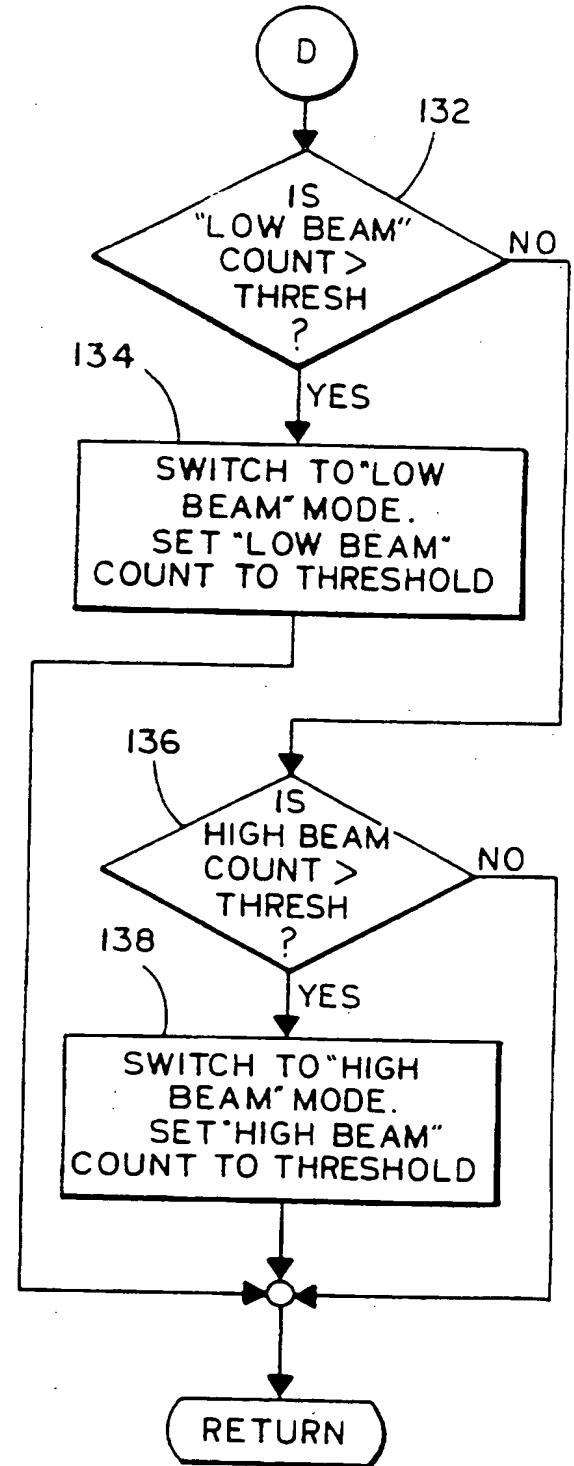 D
132
IS
"LOW BEAM"
COUNT >
THRESH
?
NO
134
YES
SWITCH TO "LOW
BEAM" MODE.
SET "LOW BEAM"
COUNT TO THRESHOLD
136
IS
HIGH BEAM
COUNT >
THRESH
?
NO
138
YES
SWITCH TO "HIGH
BEAM" MODE.
SET "HIGH BEAM"
COUNT TO THRESHOLD
RETURN